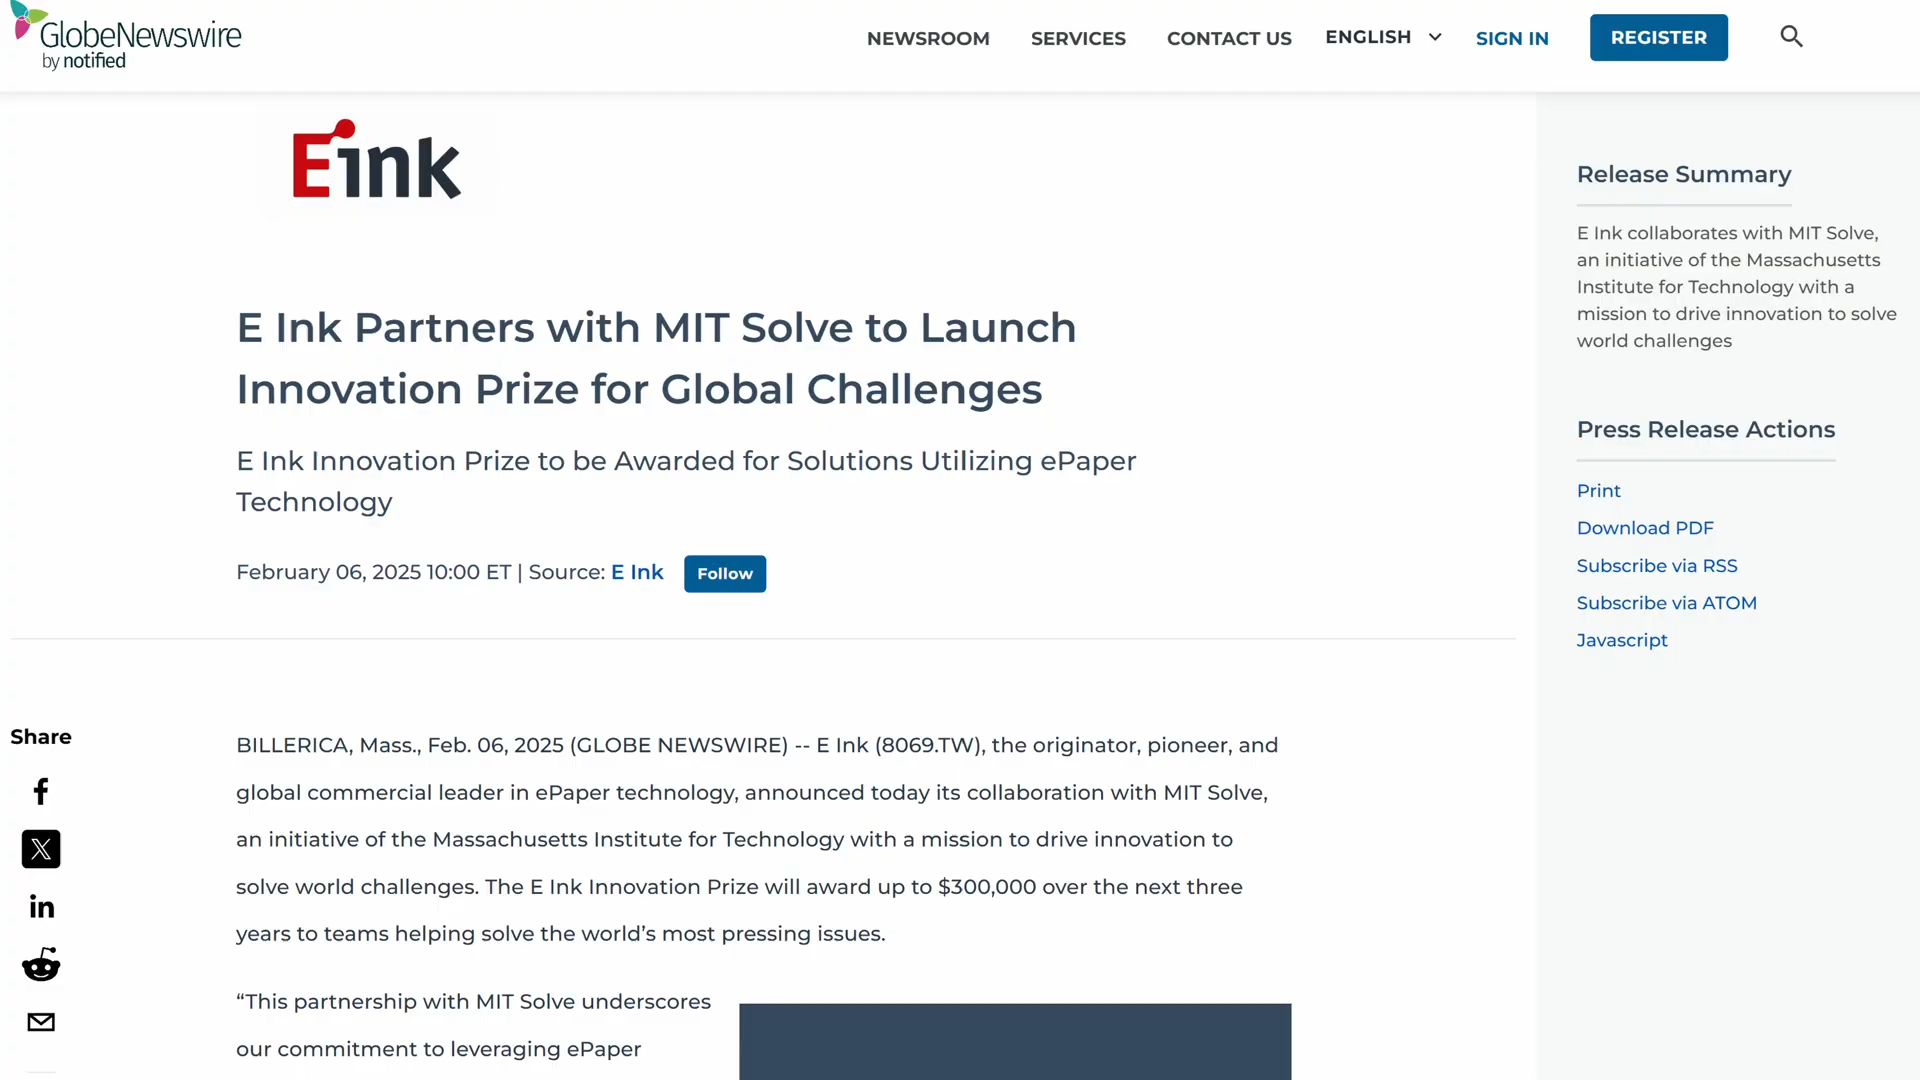 GlobeNewswire
by notified
NEWSROOM
SERVICES
CONTACT US
ENGLISH
SIGN IN
REGISTER
Eink
E Ink Partners with MIT Solve to Launch
Innovation Prize for Global Challenges
E Ink Innovation Prize to be Awarded for Solutions Utilizing ePaper
Technology
February 06, 2025 10:00 ET | Source: E Ink
Follow
Share
BILLERICA, Mass., Feb. 06, 2025 (GLOBE NEWSWIRE) -- E Ink (8069.TW), the originator, pioneer, and
global commercial leader in ePaper technology, announced today its collaboration with MIT Solve,
an initiative of the Massachusetts Institute for Technology with a mission to drive innovation to
solve world challenges. The E Ink Innovation Prize will award up to $300,000 over the next three
years to teams helping solve the world’s most pressing issues.
“This partnership with MIT Solve underscores
our commitment to leveraging ePaper
Release Summary
E Ink collaborates with MIT Solve,
an initiative of the Massachusetts
Institute for Technology with a
mission to drive innovation to solve
world challenges
Press Release Actions
Print
Download PDF
Subscribe via RSS
Subscribe via ATOM
Javascript